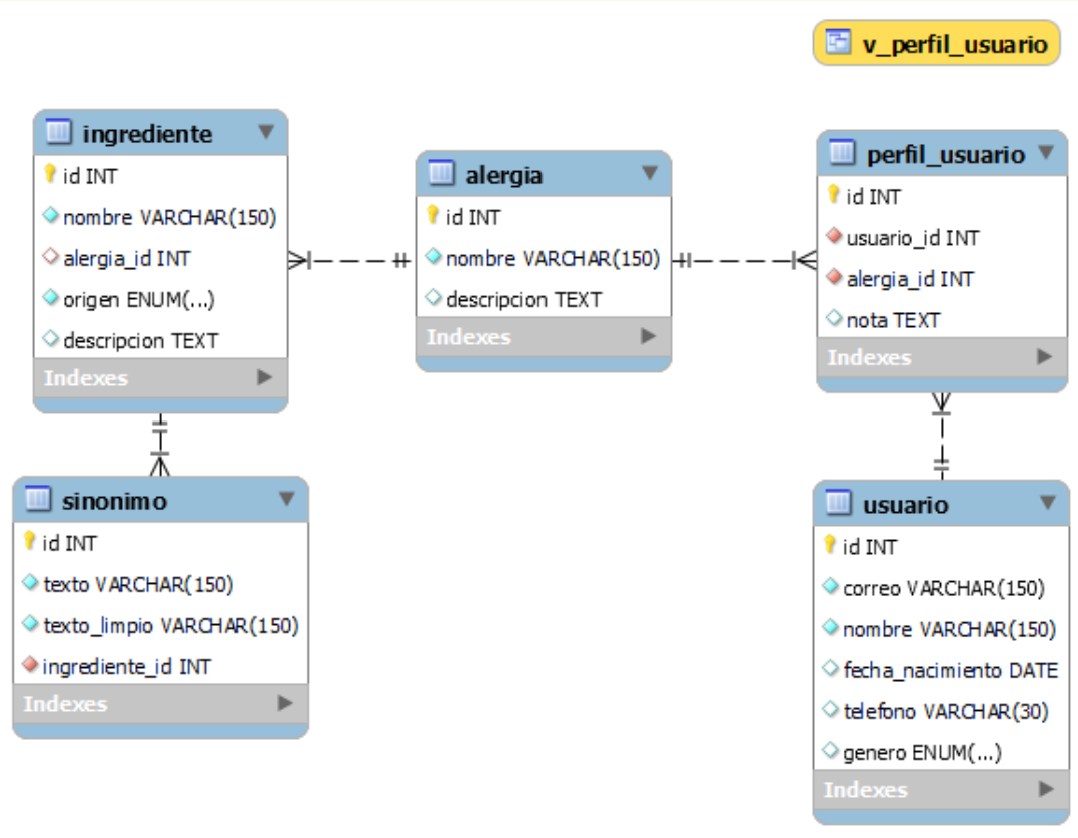 v_perfil_usuario
ingrediente
id INT
nombre VARCHAR(150)
alergia_id INT
origen ENUM(...)
descripcion TEXT
Indexes
alergia
id INT
nombre VARCHAR(150)
descripcion TEXT
Indexes
perfil_usuario
id INT
usuario_id INT
alergia_id INT
nota TEXT
Indexes
sinonimo
id INT
texto VARCHAR(150)
texto_limpio VARCHAR(150)
ingrediente_id INT
Indexes
usuario
id INT
correo VARCHAR(150)
nombre VARCHAR(150)
fecha_nacimiento DATE
telefono VARCHAR(30)
genero ENUM(...)
Indexes